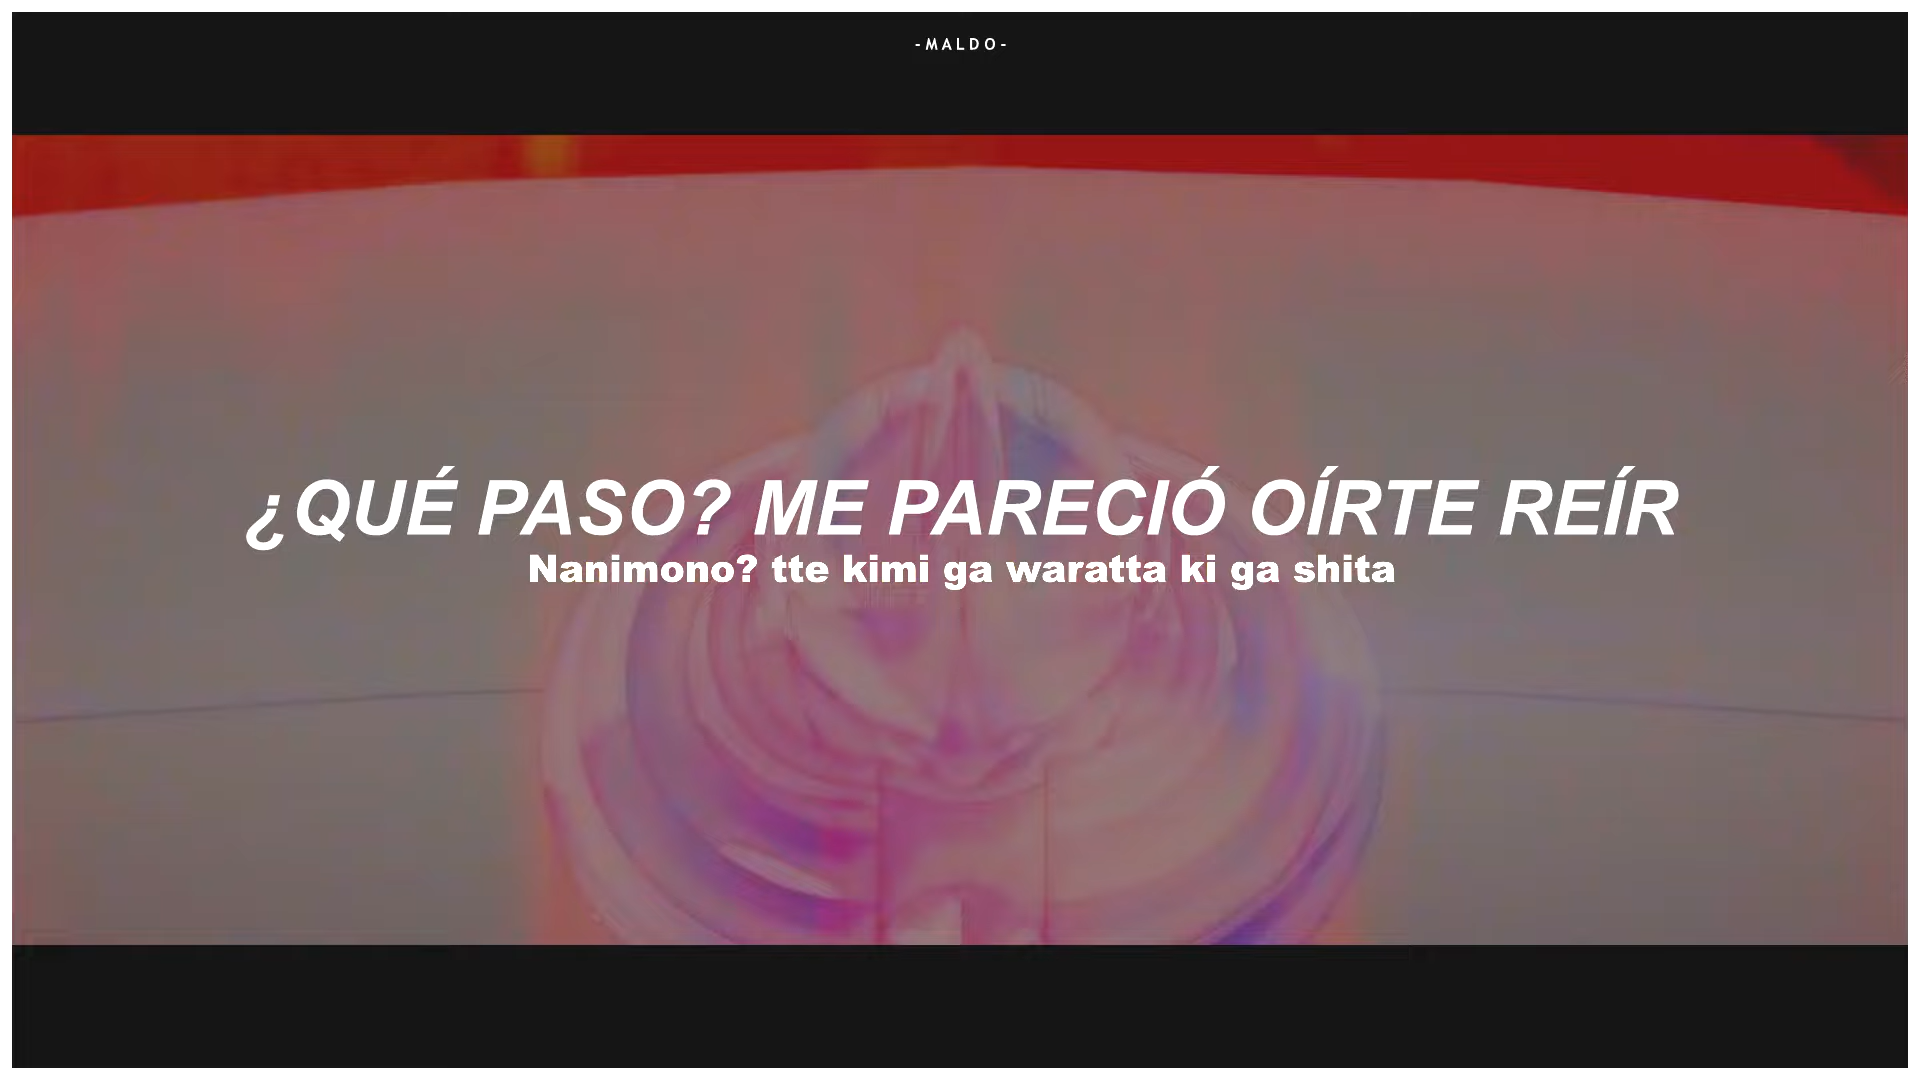 -MALDO-
¿QUÉ PASO? ME PARECIÓ OÍRTE REÍR
Nanimono? tte kimi ga waratta ki ga shita